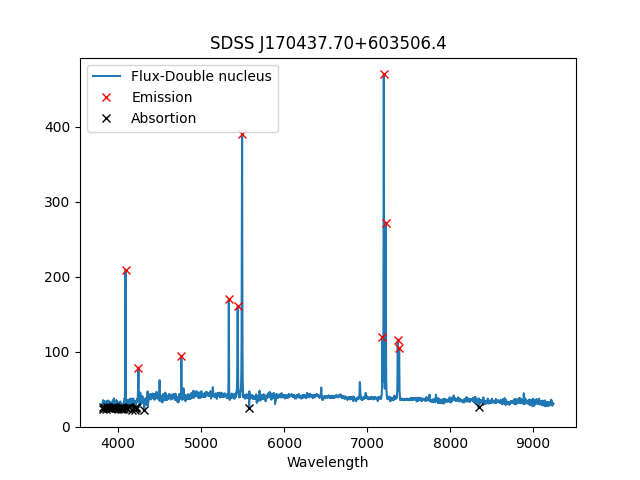 SDSS J170437.70+603506.4
Flux-Double nucleus
Emission
Absortion
400
300
200
100
0
4000 5000 6000 7000 8000 9000
Wavelength